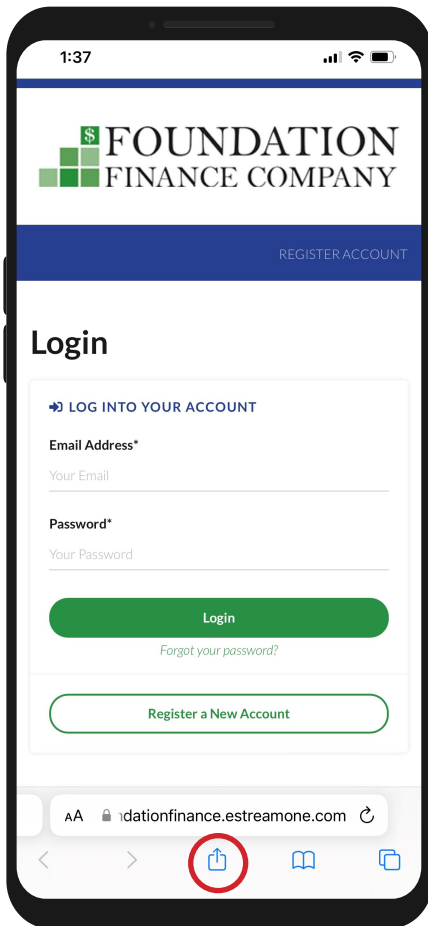 1:37
$
FOUNDATION
FINANCE COMPANY
REGISTER ACCOUNT
Login
LOG INTO YOUR ACCOUNT
Email Address*
Your Email
Password*
Your Password
Login
Forgot your password?
Register a New Account
AA dationfinance.estreamone.com